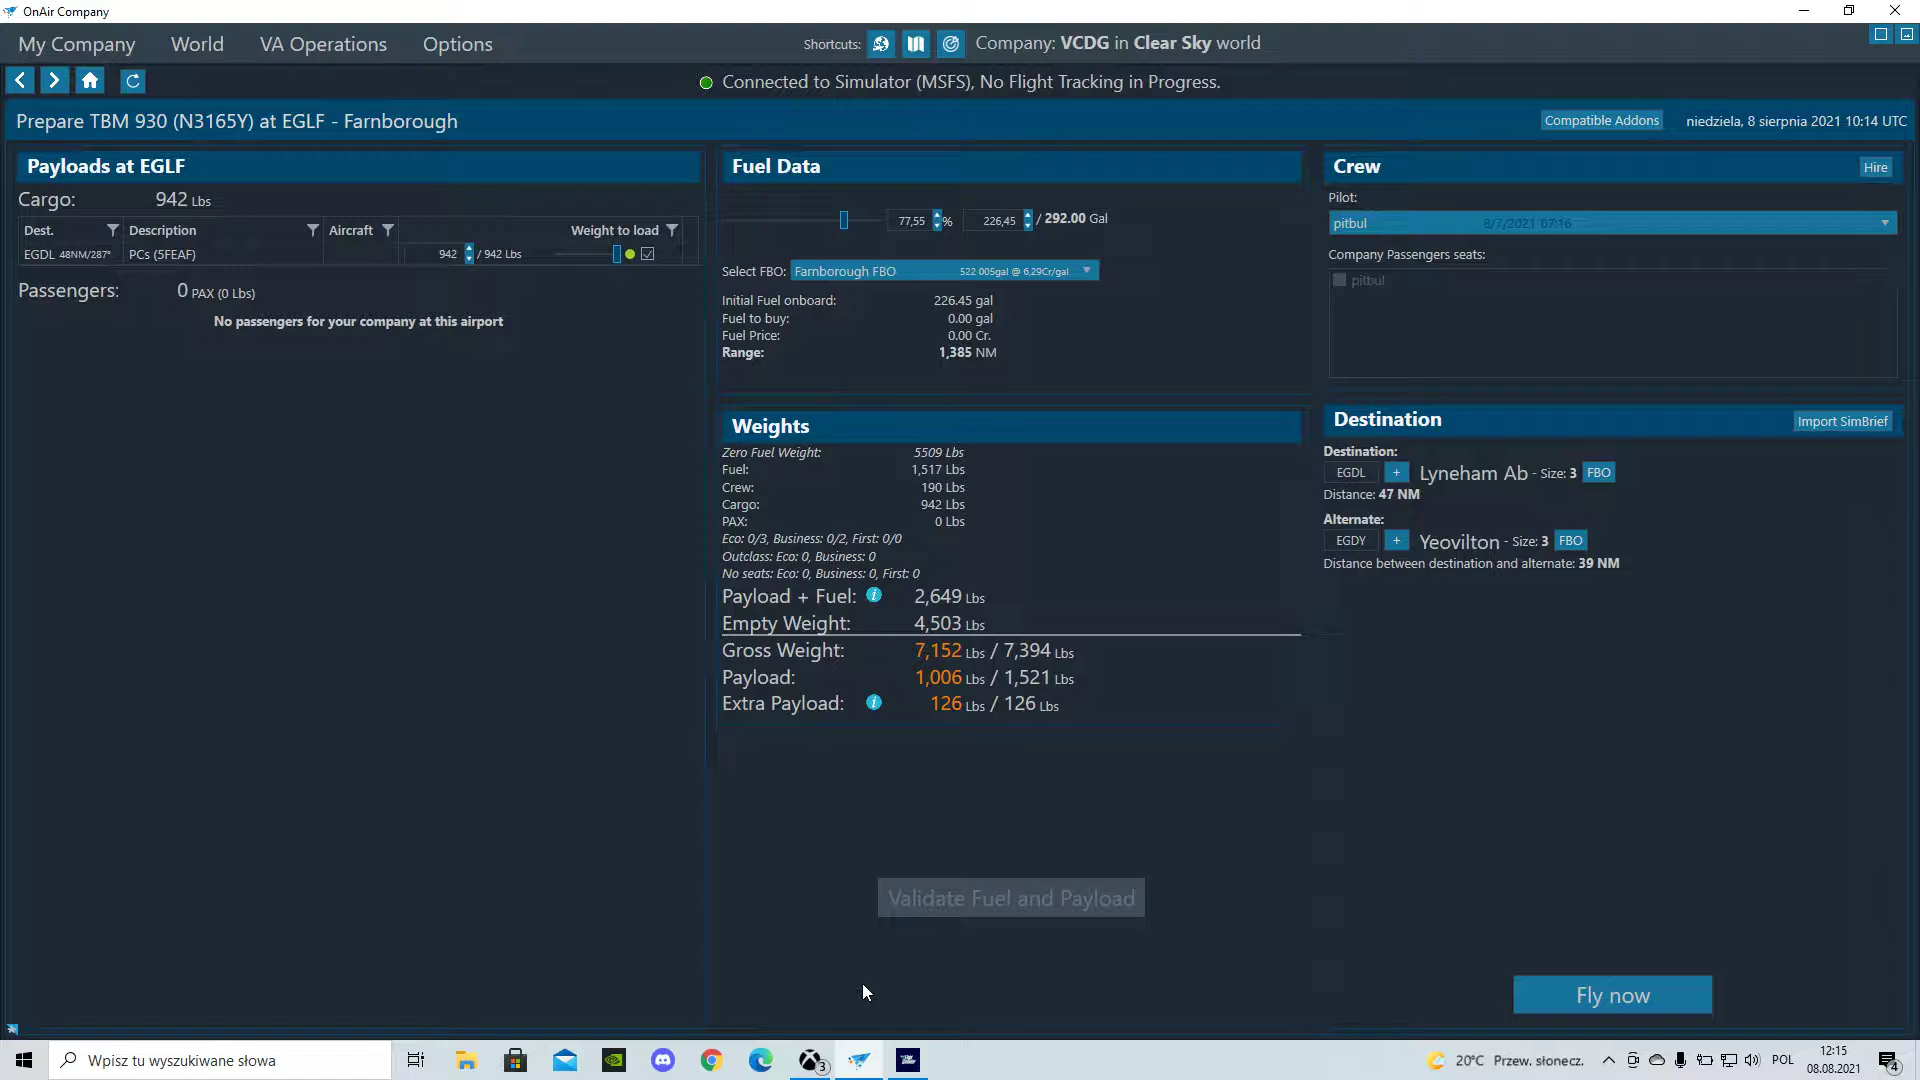 OnAir Company
My Company World VA Operations Options Shortcuts: Company: VCDG in Clear Sky world
Connected to Simulator (MSFS), No Flight Tracking in Progress.
Prepare TBM 930 (N3165Y) at EGLF - Farnborough Compatible Addons niedziela, 8 sierpnia 2021 10:14 UTC
Payloads at EGLF
Cargo: 942 Lbs
Dest. Description Aircraft Weight to load
EGDL 48NM/287° PCs (5FEAF) 942 / 942 Lbs
Passengers: 0 PAX (0 Lbs)
No passengers for your company at this airport
Fuel Data
77,55 % 226,45 / 292.00 Gal
Select FBO: Farnborough FBO 522 005gal @ 6,29Cr/gal
Initial Fuel onboard: 226.45 gal
Fuel to buy: 0.00 gal
Fuel Price: 0.00 Cr.
Range: 1,385 NM
Weights
Zero Fuel Weight: 5509 Lbs
Fuel: 1,517 Lbs
Crew: 190 Lbs
Cargo: 942 Lbs
PAX: 0 Lbs
Eco: 0/3, Business: 0/2, First: 0/0
Outclass: Eco: 0, Business: 0
No seats: Eco: 0, Business: 0, First: 0
Payload + Fuel: i 2,649 Lbs
Empty Weight: 4,503 Lbs
Gross Weight: 7,152 Lbs / 7,394 Lbs
Payload: 1,006 Lbs / 1,521 Lbs
Extra Payload: i 126 Lbs / 126 Lbs
Validate Fuel and Payload
Crew Hire
Pilot:
pitbul 8/7/2021 07:16
Company Passengers seats:
pitbul
Destination Import SimBrief
Destination:
EGDL + Lyneham Ab - Size: 3 FBO
Distance: 47 NM
Alternate:
EGDY + Yeovilton - Size: 3 FBO
Distance between destination and alternate: 39 NM
Fly now
Wpisz tu wyszukiwane słowa 3 20°C Przew. słonecz. POL 12:15
08.08.2021 4